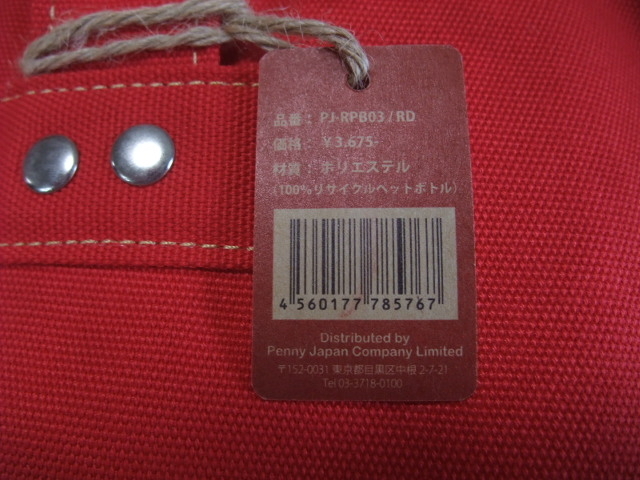 品番： PJ-RPB03 / RD
価格： ￥3,675-
材質： ポリエステル
（100%リサイクルペットボトル）
4 560177 785767
Distributed by
Penny Japan Company Limited
〒152-0031 東京都目黒区中根 2-7-21
Tel 03-3718-0100